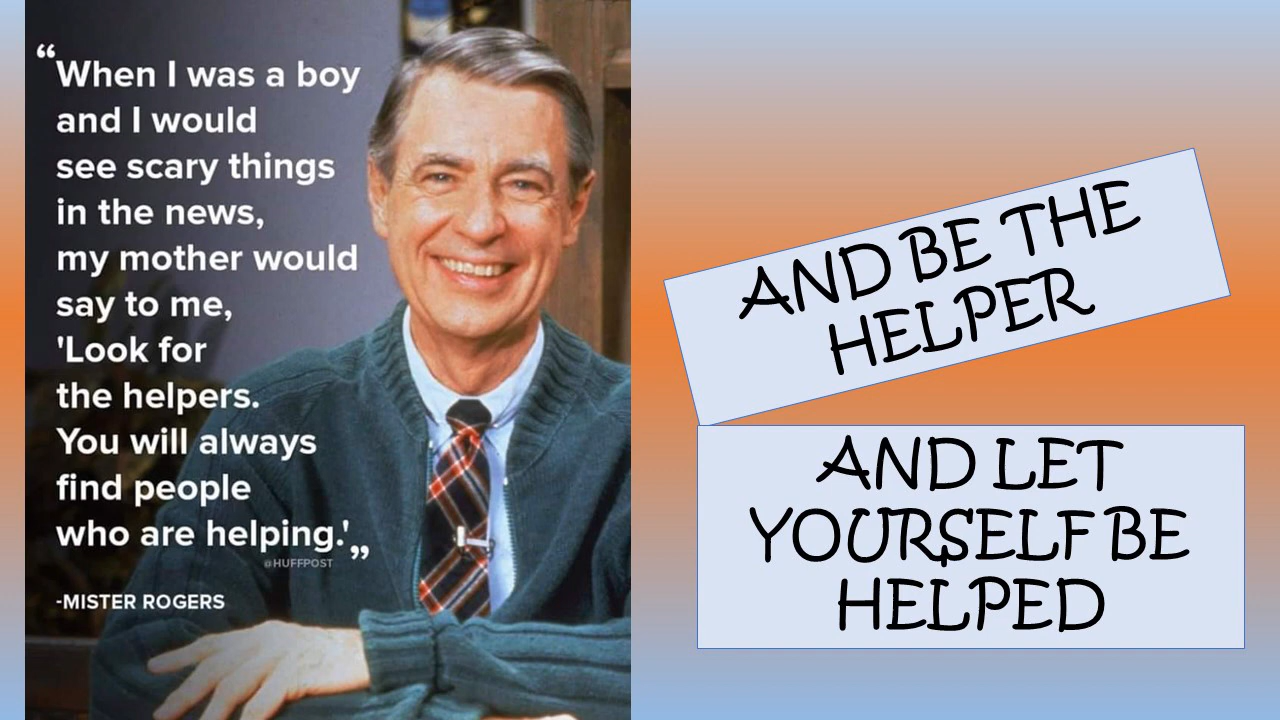 “When I was a boy
and I would
see scary things
in the news,
my mother would
say to me,
'Look for
the helpers.
You will always
find people
who are helping.'”
@HUFFPOST
-MISTER ROGERS
AND BE THE
HELPER
AND LET
YOURSELF BE
HELPED